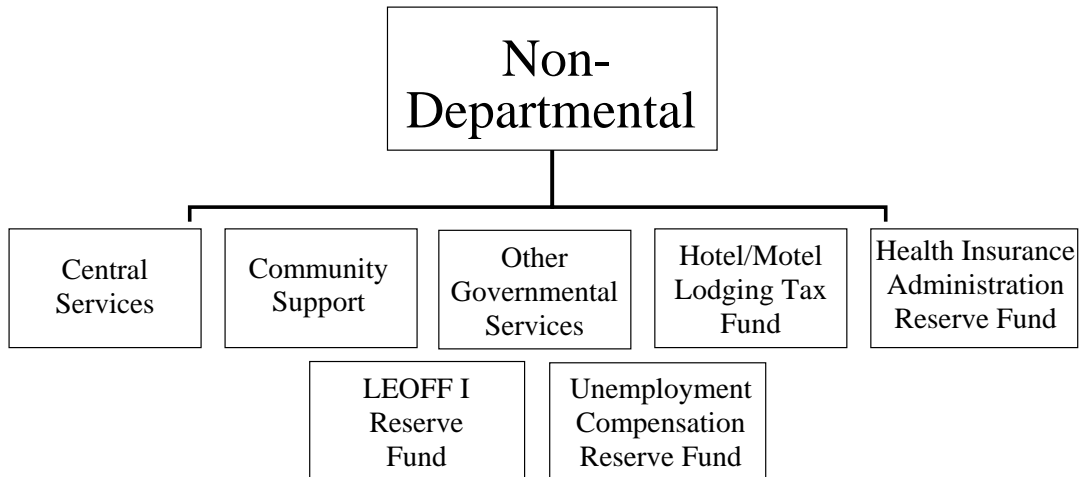 Non-
Departmental
Central
Services
Community
Support
Other
Governmental
Services
Hotel/Motel
Lodging Tax
Fund
Health Insurance
Administration
Reserve Fund
LEOFF I
Reserve
Fund
Unemployment
Compensation
Reserve Fund